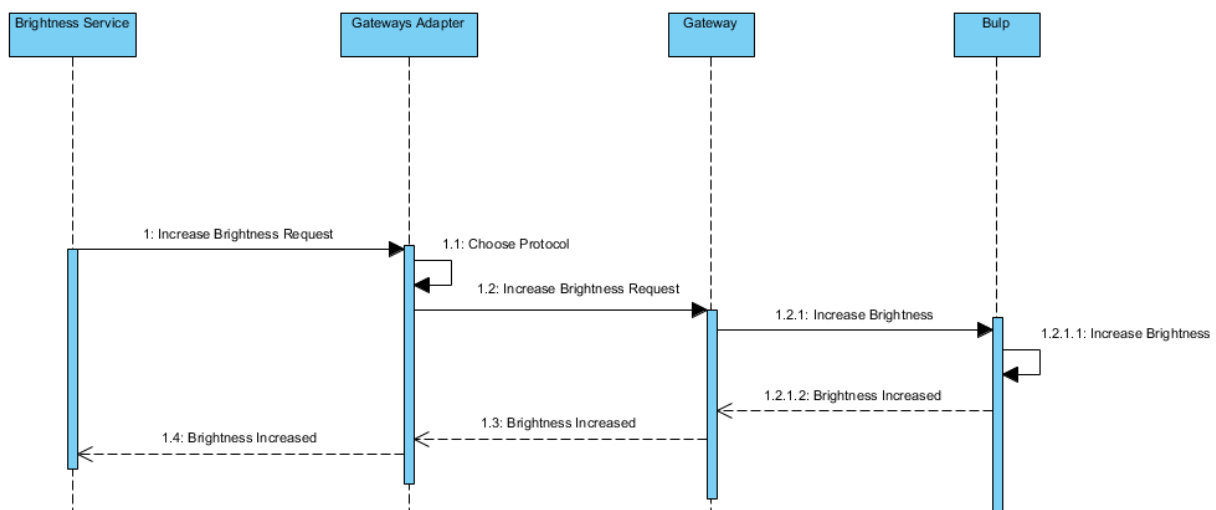 Brightness Service
Gateways Adapter
Gateway
Bulp
1: Increase Brightness Request
1.1: Choose Protocol
1.2: Increase Brightness Request
1.2.1: Increase Brightness
1.2.1.1: Increase Brightness
1.2.1.2: Brightness Increased
1.3: Brightness Increased
1.4: Brightness Increased